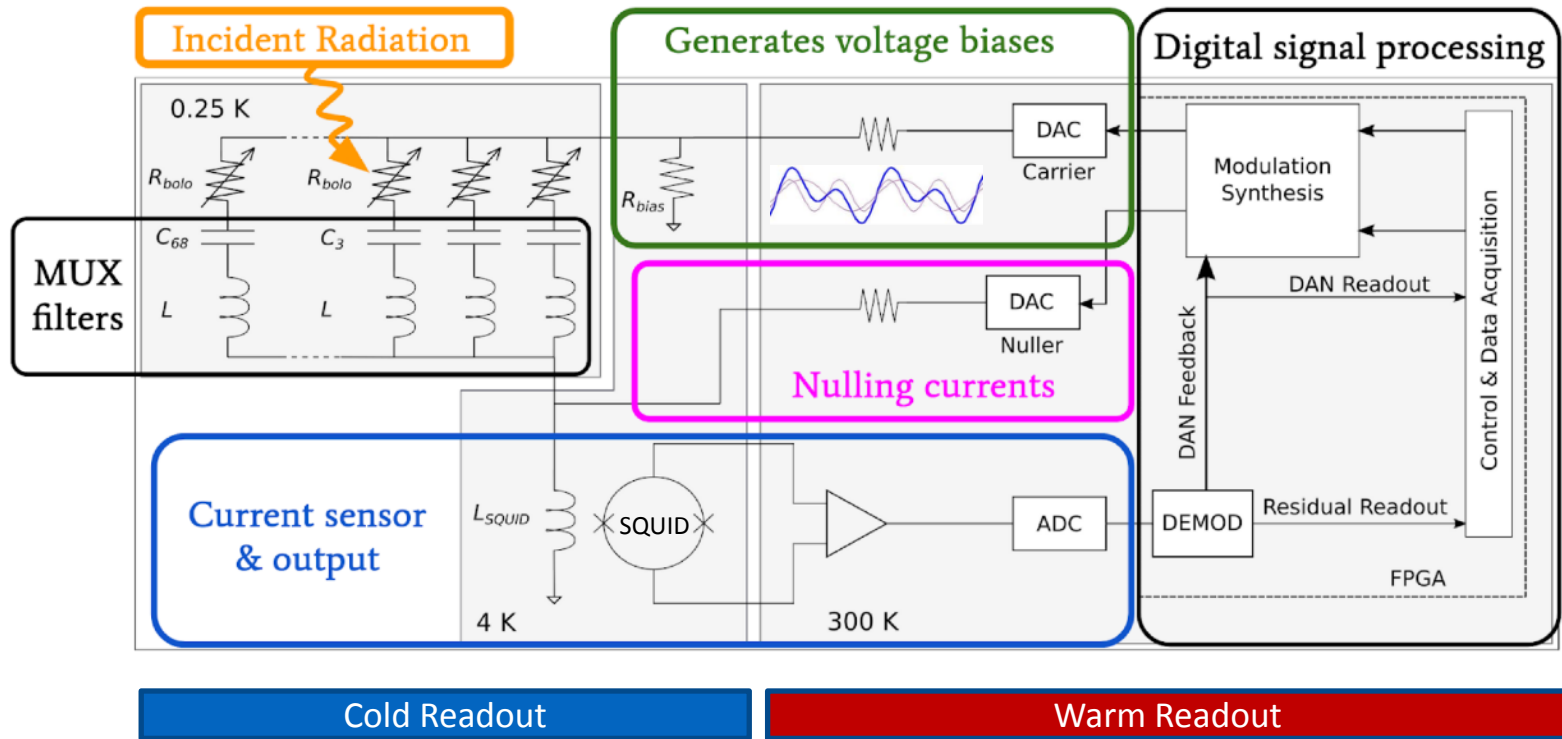 Incident Radiation
Generates voltage biases
Digital signal processing
0.25 K
DAC
Carrier
Modulation
Synthesis
R_bolo
R_bolo
R_bias
C_68
C_3
MUX
filters
L
L
DAC
Nuller
DAN Readout
Nulling currents
DAN Feedback
Control & Data Acquisition
Current sensor
& output
L_SQUID
SQUID
ADC
DEMOD
Residual Readout
FPGA
4 K
300 K
Cold Readout
Warm Readout